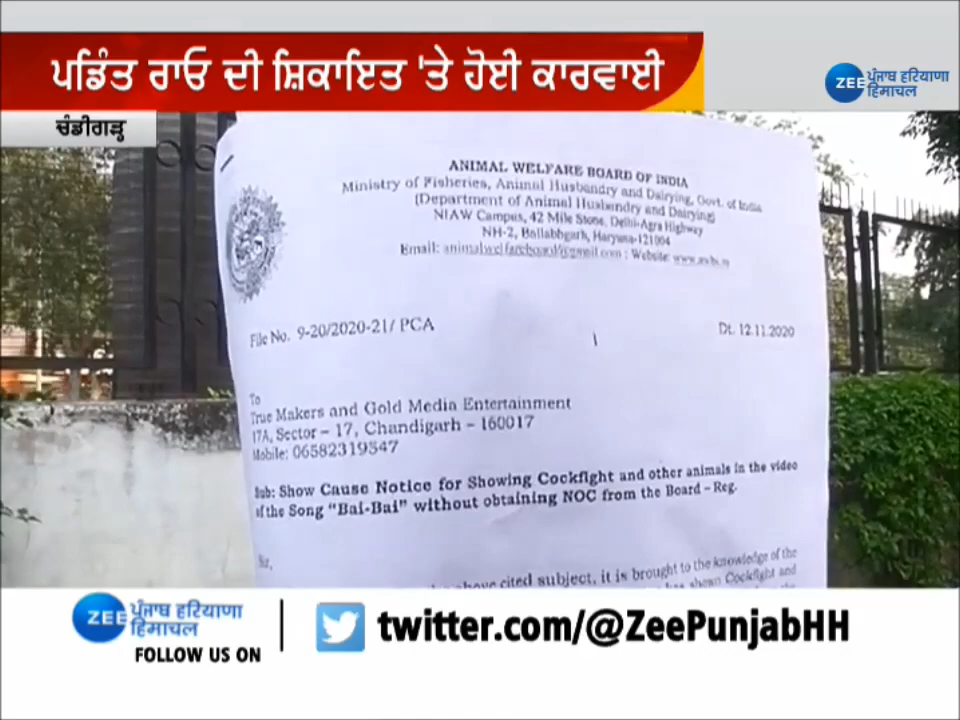 ਪਡਿੰਤ ਰਾਓ ਦੀ ਸ਼ਿਕਾਇਤ 'ਤੇ ਹੋਈ ਕਾਰਵਾਈ
ZEE ਪੰਜਾਬ ਹਰਿਆਣਾ
ਹਿਮਾਚਲ
ਚੰਡੀਗੜ੍ਹ
ANIMAL WELFARE BOARD OF INDIA
Ministry of Fisheries, Animal Husbandry and Dairying, Govt. of India
(Department of Animal Husbandry and Dairying)
NIAW Campus, 42 Mile Stone, Delhi-Agra Highway
NH-2, Ballabhgarh, Haryana-121004
Email: animalwelfareboard@gmail.com ; Website:
File No. 9-20/2020-21/ PCA
Dt. 12.11.2020
To
True Makers and Gold Media Entertainment
17A, Sector – 17, Chandigarh – 160017
Mobile: 06582319547
Sub: Show Cause Notice for Showing Cockfight and other animals in the video
of the Song "Bai-Bai" without obtaining NOC from the Board – Reg.
Sir,
above cited subject, it is brought to the knowledge of the
has shown Cockfight and
ZEE ਪੰਜਾਬ ਹਰਿਆਣਾ
ਹਿਮਾਚਲ
FOLLOW US ON
twitter.com/@ZeePunjabHH